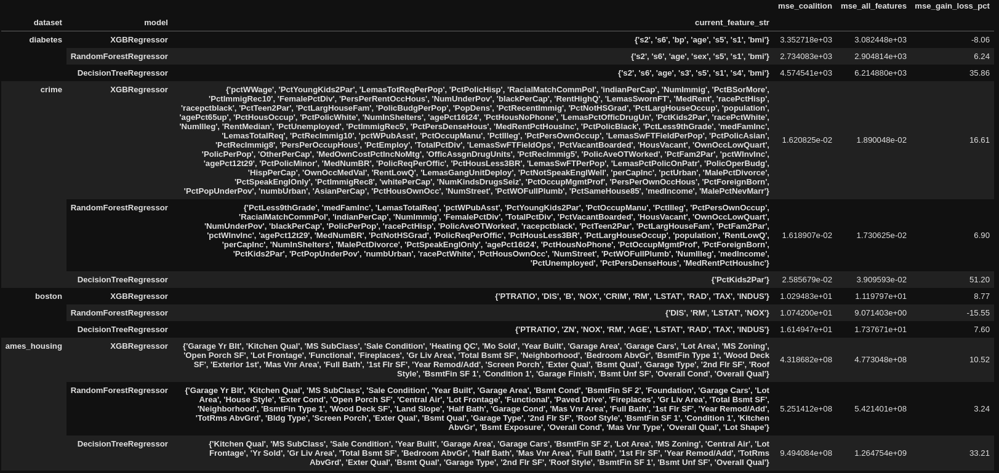 mse_coalition mse_all_features mse_gain_loss_pct
dataset model current_feature_str
diabetes XGBRegressor {'s2', 's6', 'bp', 'age', 's5', 's1', 'bmi'} 3.352718e+03 3.082448e+03 -8.06
RandomForestRegressor {'s2', 's6', 'age', 'sex', 's5', 's1', 'bmi'} 2.734083e+03 2.904814e+03 6.24
DecisionTreeRegressor {'s2', 's6', 'age', 's3', 's5', 's1', 's4', 'bmi'} 4.574541e+03 6.214880e+03 35.86
crime XGBRegressor {'pctWWage', 'PctYoungKids2Par', 'LemasTotReqPerPop', 'PctPolicHisp', 'RacialMatchCommPol', 'indianPerCap', 'NumImmig', 'PctBSorMore',
'PctImmigRec10', 'FemalePctDiv', 'PersPerRentOccHous', 'NumUnderPov', 'blackPerCap', 'RentHighQ', 'LemasSwornFT', 'MedRent', 'racePctHisp',
'racepctblack', 'PctTeen2Par', 'PctLargHouseFam', 'PolicBudgPerPop', 'PopDens', 'PctRecentImmig', 'PctNotHSGrad', 'PctLargHouseOccup', 'population',
'agePct65up', 'PctHousOccup', 'PctPolicWhite', 'NumInShelters', 'agePct16t24', 'PctHousNoPhone', 'LemasPctOfficDrugUn', 'PctKids2Par', 'racePctWhite',
'NumIlleg', 'RentMedian', 'PctUnemployed', 'PctImmigRec5', 'PctPersDenseHous', 'MedRentPctHousInc', 'PctPolicBlack', 'PctLess9thGrade', 'medFamInc',
'LemasTotalReq', 'PctRecImmig10', 'pctWPubAsst', 'PctOccupManu', 'PctIlleg', 'PctPersOwnOccup', 'LemasSwFTFieldPerPop', 'PctPolicAsian',
'PctRecImmig8', 'PersPerOccupHous', 'PctEmploy', 'TotalPctDiv', 'LemasSwFTFieldOps', 'PctVacantBoarded', 'HousVacant', 'OwnOccLowQuart', 1.620825e-02 1.890048e-02 16.61
'PolicPerPop', 'OtherPerCap', 'MedOwnCostPctIncNoMtg', 'OfficAssgnDrugUnits', 'PctRecImmig5', 'PolicAveOTWorked', 'PctFam2Par', 'pctWInvInc',
'agePct12t29', 'PctPolicMinor', 'MedNumBR', 'PolicReqPerOffic', 'PctHousLess3BR', 'LemasSwFTPerPop', 'LemasPctPolicOnPatr', 'PolicOperBudg',
'HispPerCap', 'OwnOccMedVal', 'RentLowQ', 'LemasGangUnitDeploy', 'PctNotSpeakEnglWell', 'perCapInc', 'pctUrban', 'MalePctDivorce',
'PctSpeakEnglOnly', 'PctImmigRec8', 'whitePerCap', 'NumKindsDrugsSeiz', 'PctOccupMgmtProf', 'PersPerOwnOccHous', 'PctForeignBorn',
'PctPopUnderPov', 'numbUrban', 'AsianPerCap', 'PctHousOwnOcc', 'NumStreet', 'PctWOFullPlumb', 'PctSameHouse85', 'medIncome', 'MalePctNevMarr'}
RandomForestRegressor {'PctLess9thGrade', 'medFamInc', 'LemasTotalReq', 'pctWPubAsst', 'PctYoungKids2Par', 'PctOccupManu', 'PctIlleg', 'PctPersOwnOccup',
'RacialMatchCommPol', 'indianPerCap', 'NumImmig', 'FemalePctDiv', 'TotalPctDiv', 'PctVacantBoarded', 'HousVacant', 'OwnOccLowQuart',
'NumUnderPov', 'blackPerCap', 'PolicPerPop', 'racePctHisp', 'PolicAveOTWorked', 'racepctblack', 'PctTeen2Par', 'PctLargHouseFam', 'PctFam2Par',
'pctWInvInc', 'agePct12t29', 'MedNumBR', 'PctNotHSGrad', 'PolicReqPerOffic', 'PctHousLess3BR', 'PctLargHouseOccup', 'population', 'RentLowQ', 1.618907e-02 1.730625e-02 6.90
'perCapInc', 'NumInShelters', 'MalePctDivorce', 'PctSpeakEnglOnly', 'agePct16t24', 'PctHousNoPhone', 'PctOccupMgmtProf', 'PctForeignBorn',
'PctKids2Par', 'PctPopUnderPov', 'numbUrban', 'racePctWhite', 'PctHousOwnOcc', 'NumStreet', 'PctWOFullPlumb', 'NumIlleg', 'medIncome',
'PctUnemployed', 'PctPersDenseHous', 'MedRentPctHousInc'}
DecisionTreeRegressor {'PctKids2Par'} 2.585679e-02 3.909593e-02 51.20
boston XGBRegressor {'PTRATIO', 'DIS', 'B', 'NOX', 'CRIM', 'RM', 'LSTAT', 'RAD', 'TAX', 'INDUS'} 1.029483e+01 1.119797e+01 8.77
RandomForestRegressor {'DIS', 'RM', 'LSTAT', 'NOX'} 1.074200e+01 9.071403e+00 -15.55
DecisionTreeRegressor {'PTRATIO', 'ZN', 'NOX', 'RM', 'AGE', 'LSTAT', 'RAD', 'TAX', 'INDUS'} 1.614947e+01 1.737671e+01 7.60
ames_housing XGBRegressor {'Garage Yr Blt', 'Kitchen Qual', 'MS SubClass', 'Sale Condition', 'Heating QC', 'Mo Sold', 'Year Built', 'Garage Area', 'Garage Cars', 'Lot Area', 'MS Zoning',
'Open Porch SF', 'Lot Frontage', 'Functional', 'Fireplaces', 'Gr Liv Area', 'Total Bsmt SF', 'Neighborhood', 'Bedroom AbvGr', 'BsmtFin Type 1', 'Wood Deck
SF', 'Exterior 1st', 'Mas Vnr Area', 'Full Bath', '1st Flr SF', 'Year Remod/Add', 'Screen Porch', 'Exter Qual', 'Bsmt Qual', 'Garage Type', '2nd Flr SF', 'Roof 4.318682e+08 4.773048e+08 10.52
Style', 'BsmtFin SF 1', 'Condition 1', 'Garage Finish', 'Bsmt Unf SF', 'Overall Cond', 'Overall Qual'}
RandomForestRegressor {'Garage Yr Blt', 'Kitchen Qual', 'MS SubClass', 'Sale Condition', 'Year Built', 'Garage Area', 'Bsmt Cond', 'BsmtFin SF 2', 'Foundation', 'Garage Cars', 'Lot
Area', 'House Style', 'Exter Cond', 'Open Porch SF', 'Central Air', 'Lot Frontage', 'Functional', 'Paved Drive', 'Fireplaces', 'Gr Liv Area', 'Total Bsmt SF',
'Neighborhood', 'BsmtFin Type 1', 'Wood Deck SF', 'Land Slope', 'Half Bath', 'Garage Cond', 'Mas Vnr Area', 'Full Bath', '1st Flr SF', 'Year Remod/Add', 5.251412e+08 5.421401e+08 3.24
'TotRms AbvGrd', 'Bldg Type', 'Screen Porch', 'Exter Qual', 'Bsmt Qual', 'Garage Type', '2nd Flr SF', 'Roof Style', 'BsmtFin SF 1', 'Condition 1', 'Kitchen
AbvGr', 'Bsmt Exposure', 'Overall Cond', 'Mas Vnr Type', 'Overall Qual', 'Lot Shape'}
DecisionTreeRegressor {'Kitchen Qual', 'MS SubClass', 'Sale Condition', 'Year Built', 'Garage Area', 'Garage Cars', 'BsmtFin SF 2', 'Lot Area', 'MS Zoning', 'Central Air', 'Lot
Frontage', 'Yr Sold', 'Gr Liv Area', 'Total Bsmt SF', 'Bedroom AbvGr', 'Half Bath', 'Mas Vnr Area', 'Full Bath', '1st Flr SF', 'Year Remod/Add', 'TotRms 9.494084e+08 1.264754e+09 33.21
AbvGrd', 'Exter Qual', 'Bsmt Qual', 'Garage Type', '2nd Flr SF', 'Roof Style', 'BsmtFin SF 1', 'Bsmt Unf SF', 'Overall Qual'}